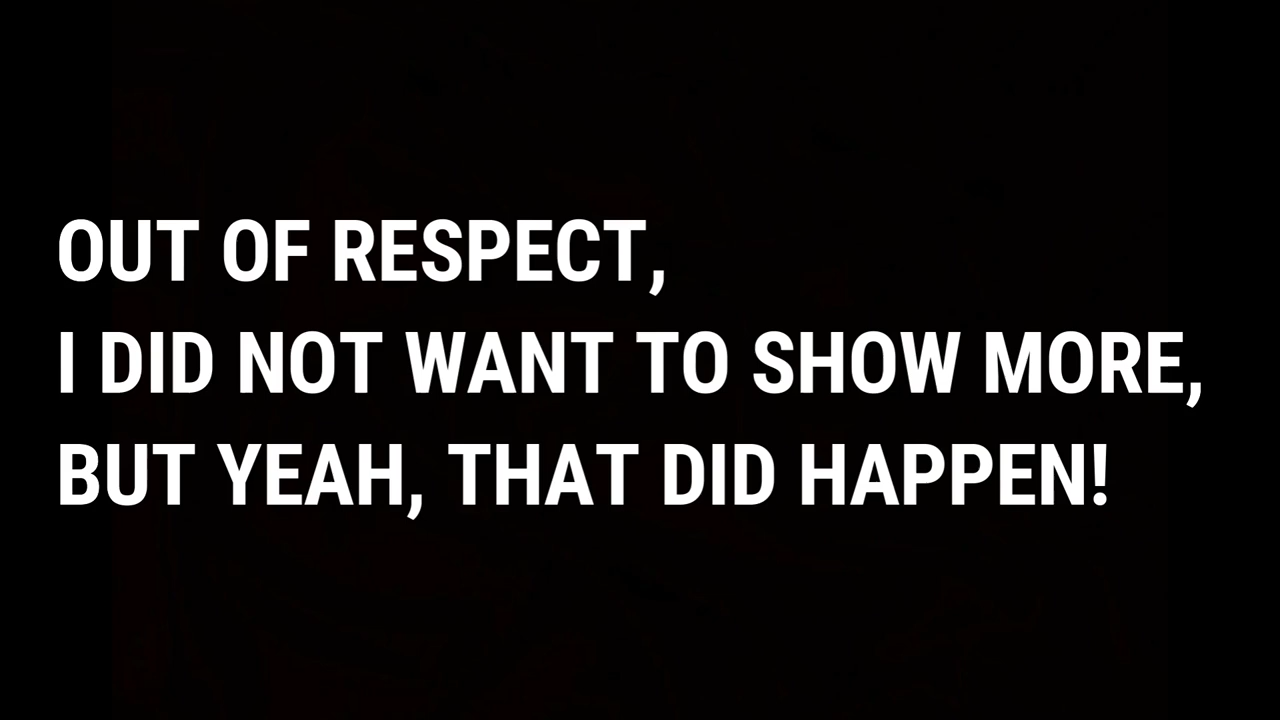 OUT OF RESPECT,
I DID NOT WANT TO SHOW MORE,
BUT YEAH, THAT DID HAPPEN!